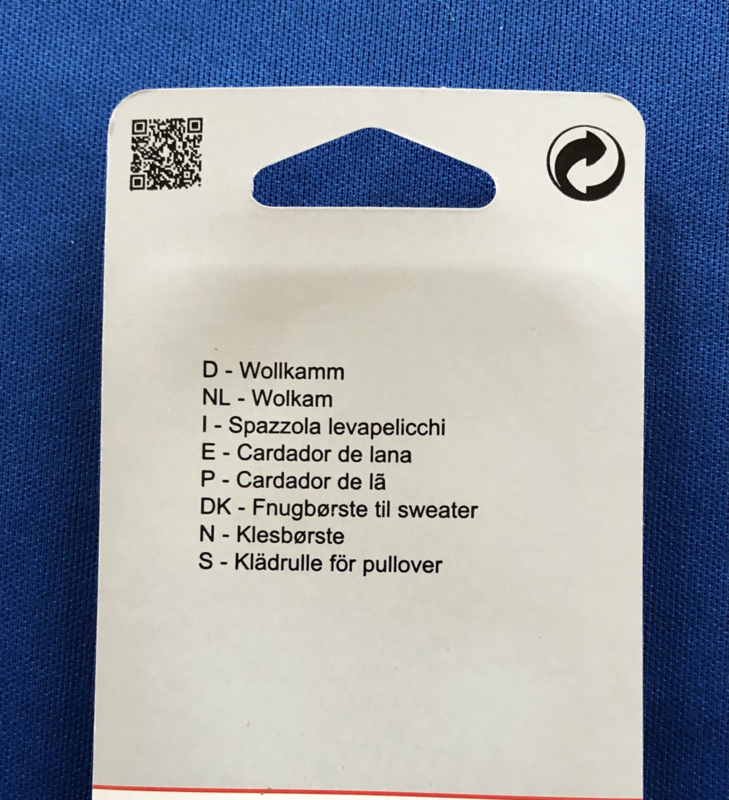 D - Wollkamm
NL - Wolkam
I - Spazzola levapelicchi
E - Cardador de lana
P - Cardador de lã
DK - Fnugbørste til sweater
N - Klesbørste
S - Klädrulle för pullover